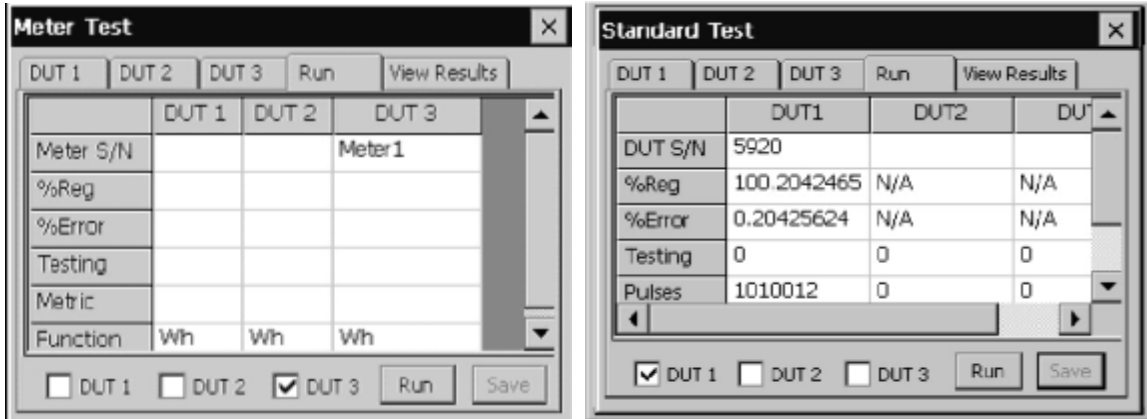 Meter Test
DUT 1 DUT 2 DUT 3 Run View Results
DUT 1 DUT 2 DUT 3
Meter S/N Meter1
%Reg
%Error
Testing
Metric
Function Wh Wh Wh
DUT 1 DUT 2 DUT 3 Run Save
Standard Test
DUT 1 DUT 2 DUT 3 Run View Results
DUT1 DUT2 DUT
DUT S/N 5920
%Reg 100.2042465 N/A N/A
%Error 0.20425624 N/A N/A
Testing 0 0 0
Pulses 1010012 0 0
DUT 1 DUT 2 DUT 3 Run Save